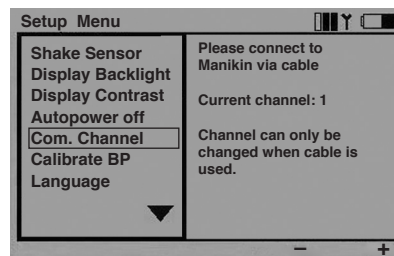 Setup Menu
Shake Sensor
Display Backlight
Display Contrast
Autopower off
Com. Channel
Calibrate BP
Language
Please connect to
Manikin via cable
Current channel: 1
Channel can only be
changed when cable is
used.
− +